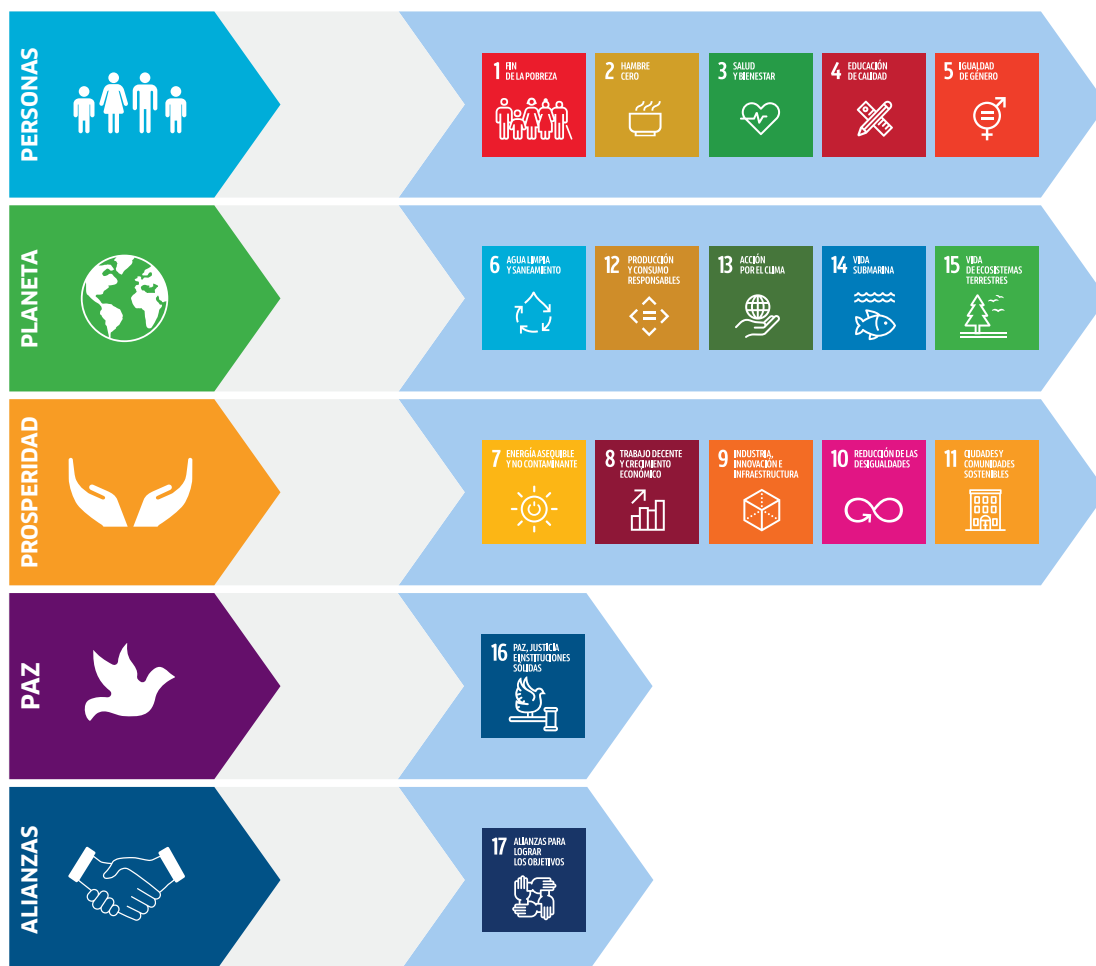 PERSONAS
1 FIN
DE LA POBREZA
2 HAMBRE
CERO
3 SALUD
Y BIENESTAR
4 EDUCACIÓN
DE CALIDAD
5 IGUALDAD
DE GÉNERO
PLANETA
6 AGUA LIMPIA
Y SANEAMIENTO
12 PRODUCCIÓN
Y CONSUMO
RESPONSABLES
13 ACCIÓN
POR EL CLIMA
14 VIDA
SUBMARINA
15 VIDA
DE ECOSISTEMAS
TERRESTRES
PROSPERIDAD
7 ENERGÍA ASEQUIBLE
Y NO CONTAMINANTE
8 TRABAJO DECENTE
Y CRECIMIENTO
ECONÓMICO
9 INDUSTRIA,
INNOVACIÓN E
INFRAESTRUCTURA
10 REDUCCIÓN DE LAS
DESIGUALDADES
11 CIUDADES Y
COMUNIDADES
SOSTENIBLES
PAZ
16 PAZ, JUSTICIA
E INSTITUCIONES
SÓLIDAS
ALIANZAS
17 ALIANZAS PARA
LOGRAR
LOS OBJETIVOS